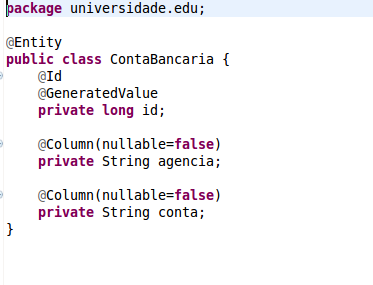 package universidade.edu;
@Entity
public class ContaBancaria {
@Id
@GeneratedValue
private long id;
@Column(nullable=false)
private String agencia;
@Column(nullable=false)
private String conta;
}